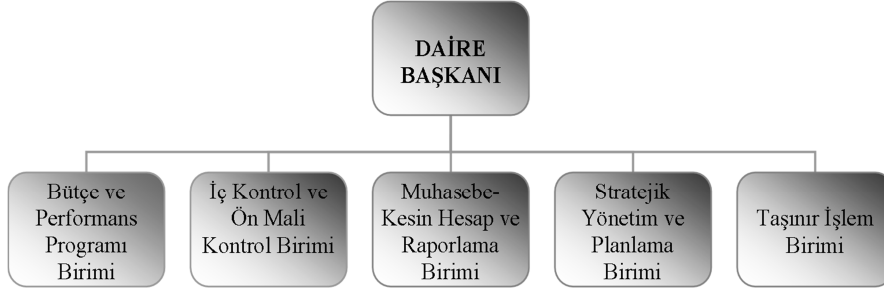 DAİRE
BAŞKANI
Bütçe ve
Performans
Programı
Birimi
İç Kontrol ve
Ön Mali
Kontrol Birimi
Muhasebe-
Kesin Hesap ve
Raporlama
Birimi
Stratejik
Yönetim ve
Planlama
Birimi
Taşınır İşlem
Birimi